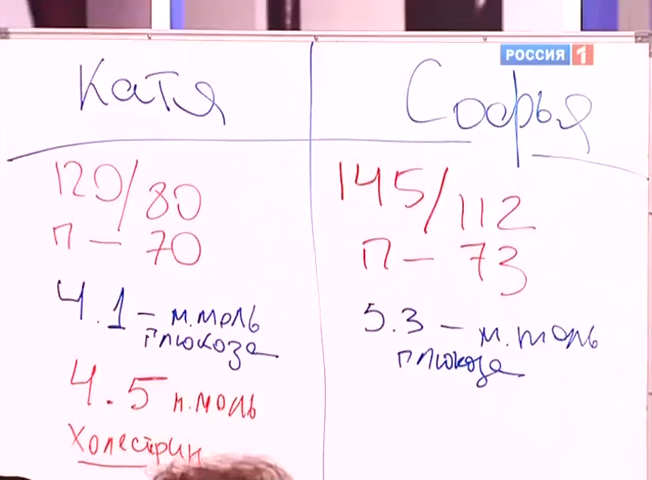 РОССИЯ 1
Катя
120/80
п – 70
4.1 – м.моль
глюкоза
4.5 м.моль
Холестрин
Софья
145/112
п – 73
5.3 – м.моль
глюкоза